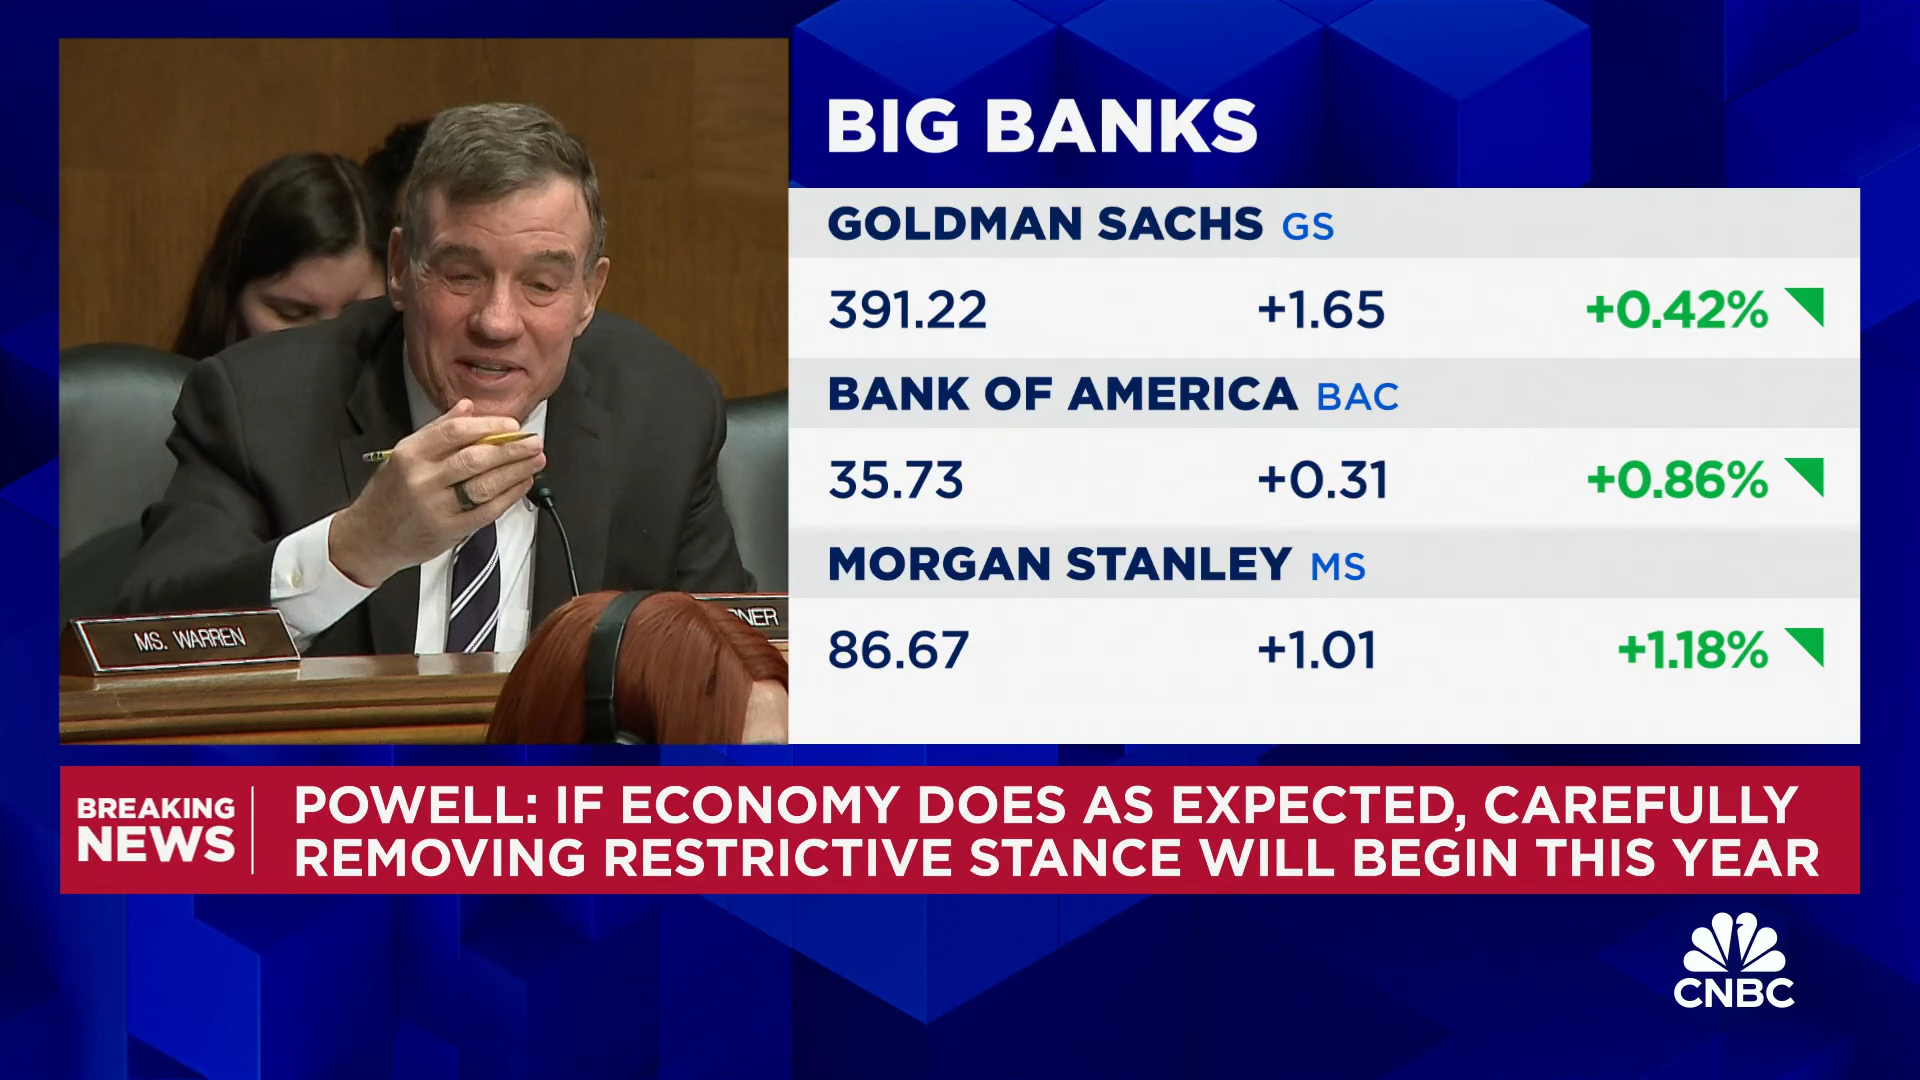 BIG BANKS
GOLDMAN SACHS GS
391.22 +1.65 +0.42%
BANK OF AMERICA BAC
35.73 +0.31 +0.86%
MORGAN STANLEY MS
86.67 +1.01 +1.18%
MS. WARREN
BREAKING NEWS
POWELL: IF ECONOMY DOES AS EXPECTED, CAREFULLY
REMOVING RESTRICTIVE STANCE WILL BEGIN THIS YEAR
CNBC